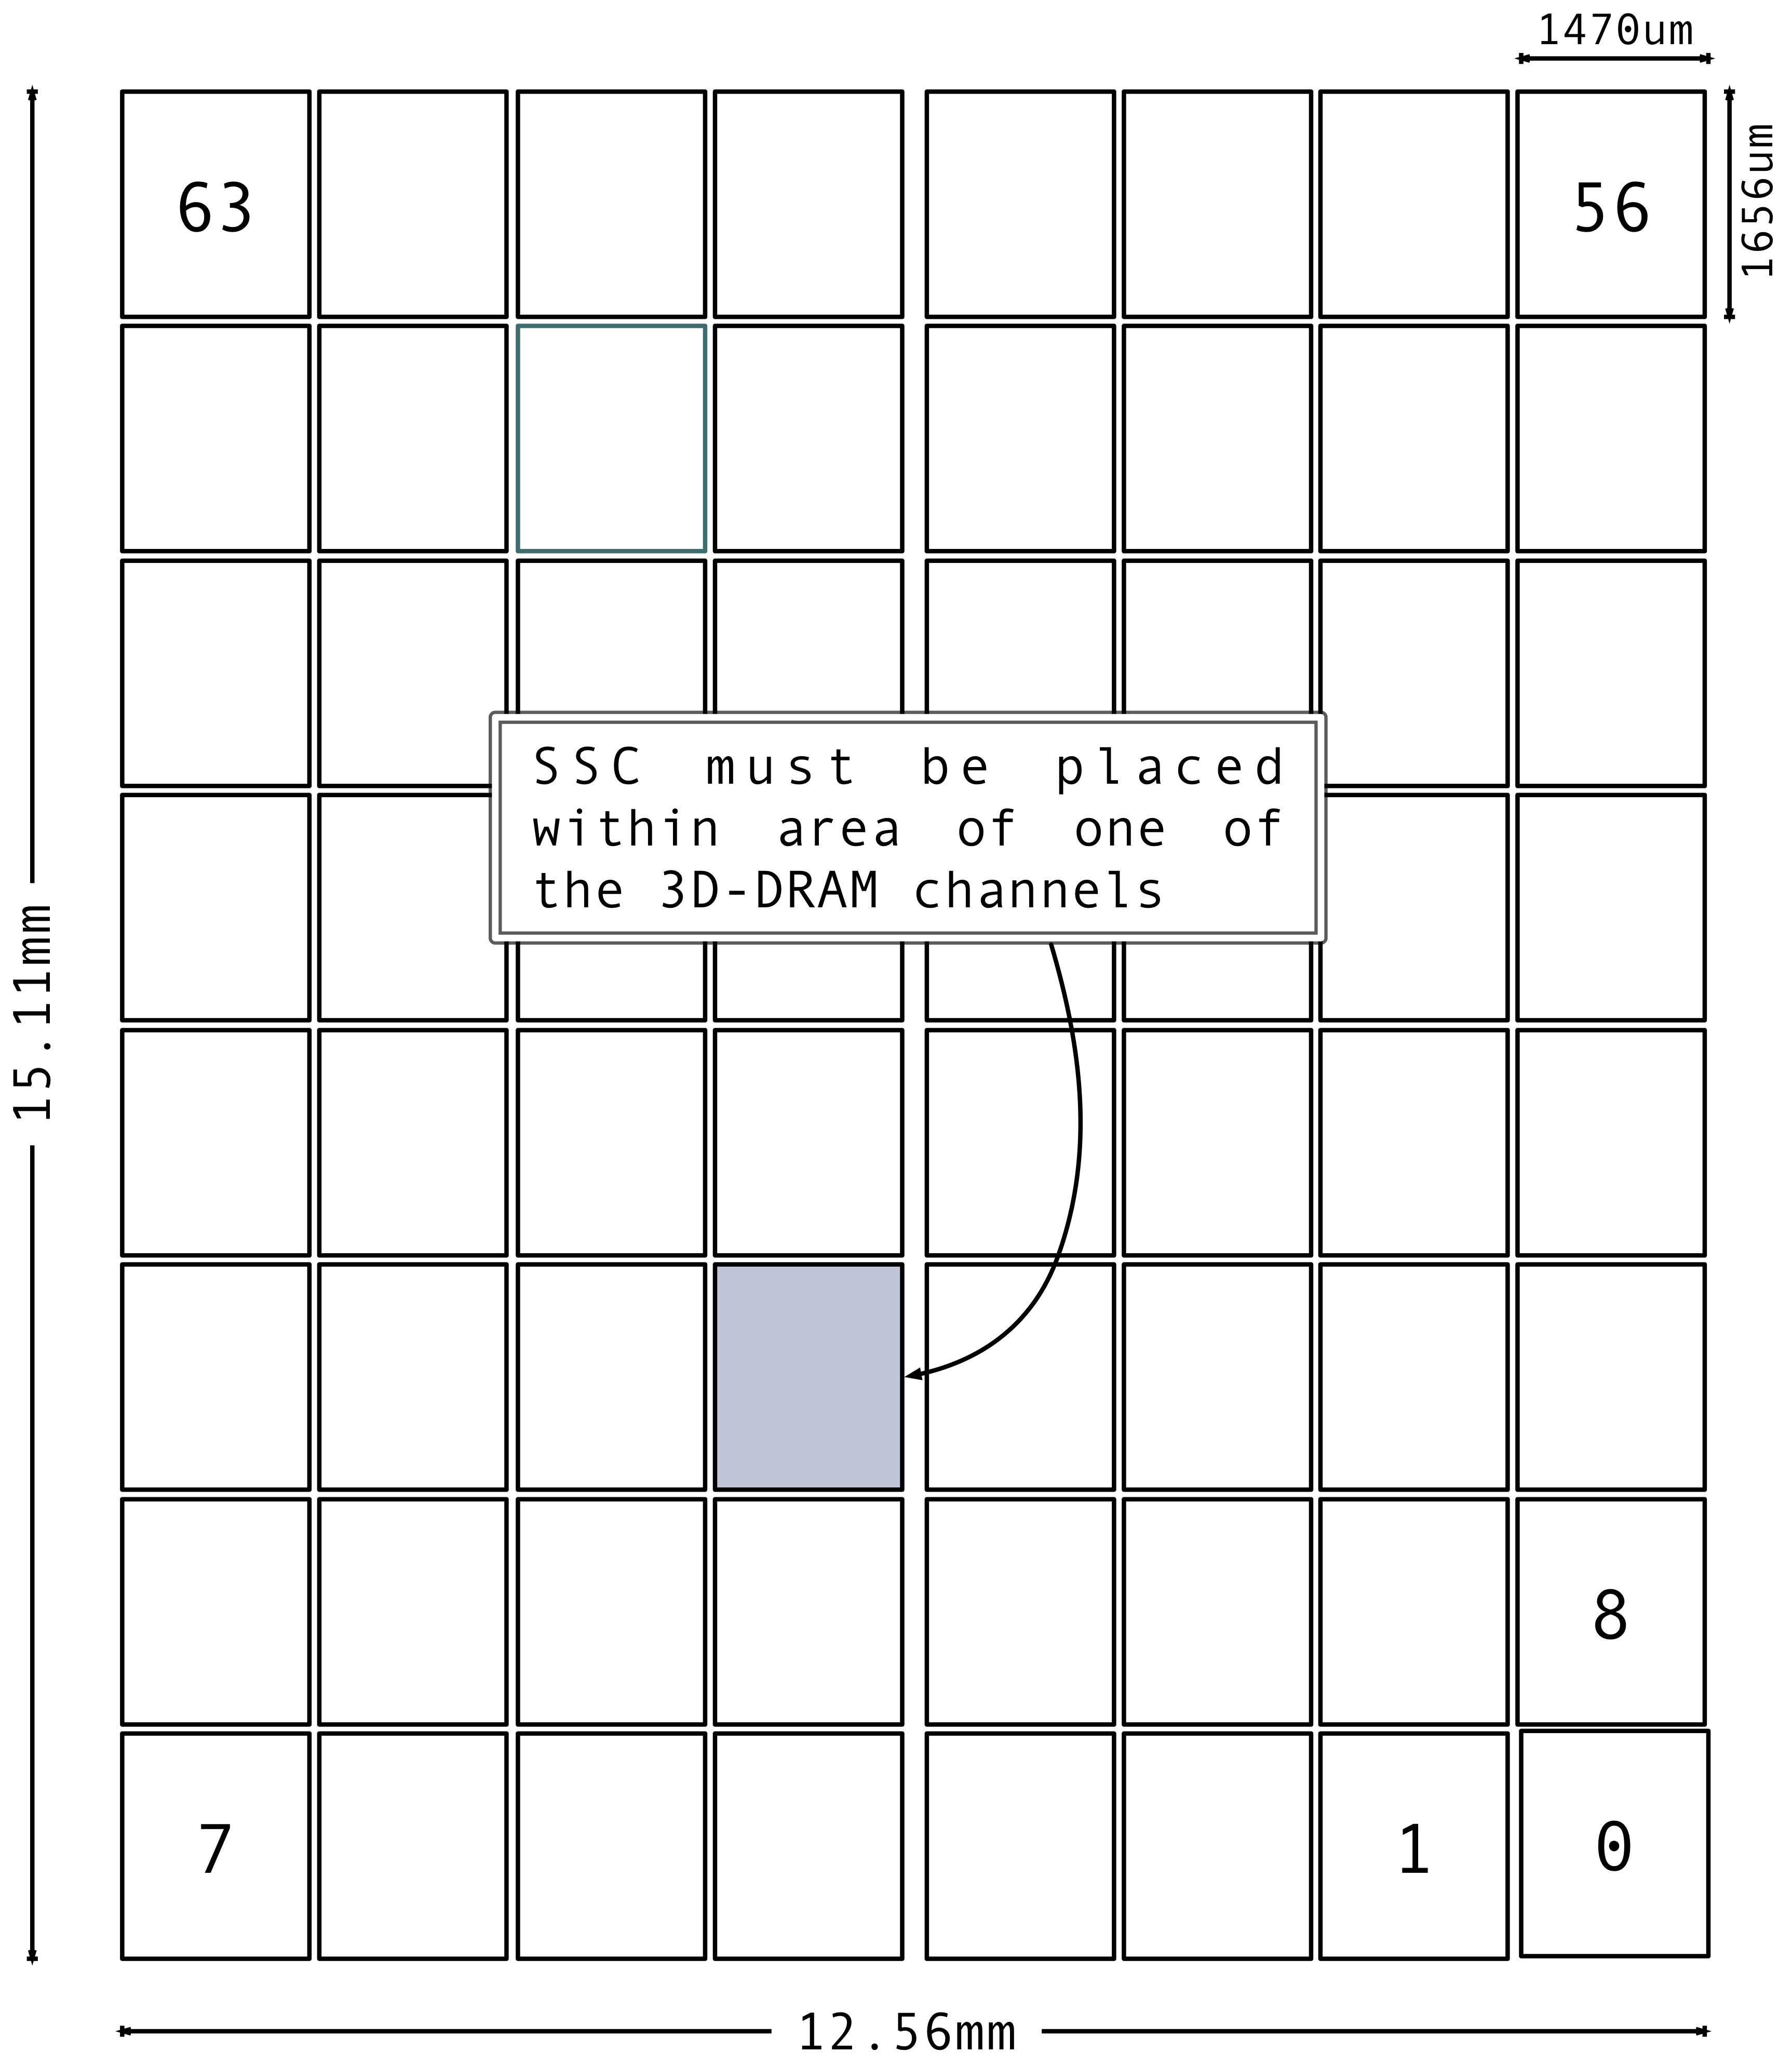 1470um
1656um
63
56
SSC must be placed
within area of one of
the 3D-DRAM channels
15.11mm
8
7
1
0
12.56mm